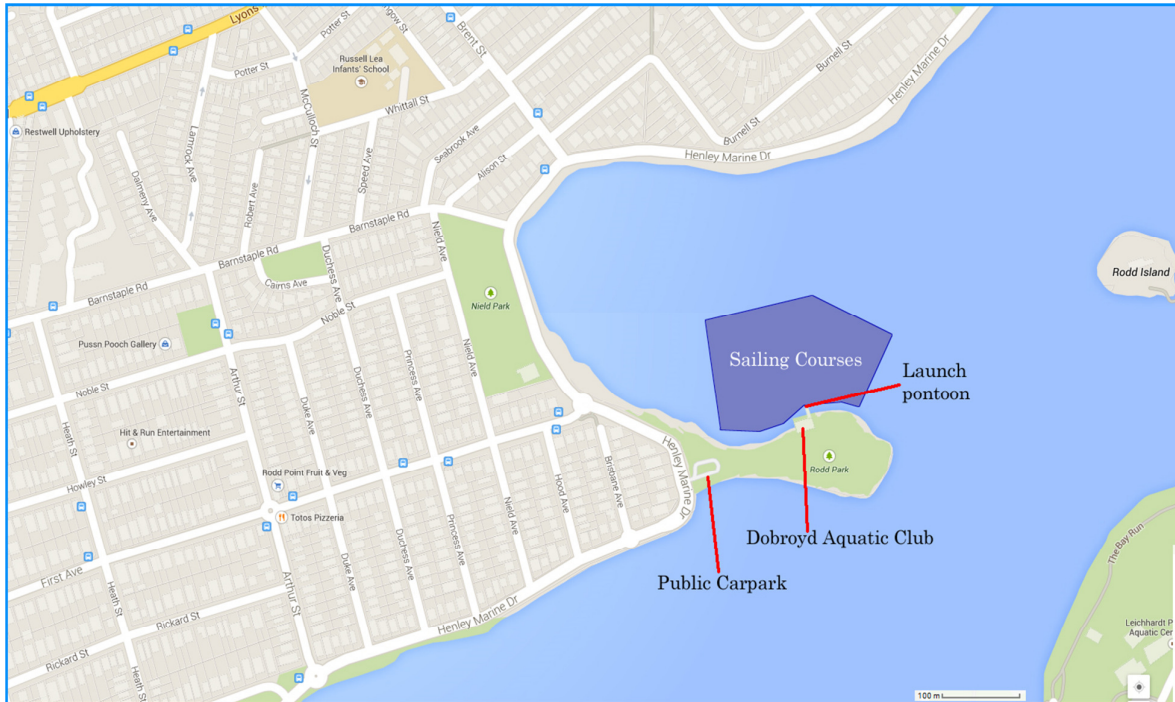 Lyons
Potter St
Brent St
Burnell St
Russell Lea
Infants' School
Potter St
Henley Marine Dr
Whittall St
McCulloch St
Restwell Upholstery
Lamrock Ave
Seabrook Ave
Burnell St
Speed Ave
Alison St
Henley Marine Dr
Dalmeny Ave
Robert Ave
Barnstaple Rd
Nield Ave
Barnstaple Rd
Duchess Ave
Rodd Island
Cairns Ave
Barnstaple Rd
Nield Park
Noble St
Pussn Pooch Gallery
Sailing Courses
Princess Ave
Nield Ave
Launch
pontoon
Noble St
Arthur St
Duke Ave
Duchess Ave
Princess Ave
Hit & Run Entertainment
Heath St
Henley Marine Dr
Rodd Park
Rodd Point Fruit & Veg
Howley St
Hood Ave
Brisbane Ave
Nield Ave
Totos Pizzeria
Dobroyd Aquatic Club
Princess Ave
Duchess Ave
Duke Ave
The Bay Run
First Ave
Public Carpark
Heath St
Arthur St
Rickard St
Henley Marine Dr
Leichhardt P
Aquatic Cen
Rickard St
100 m